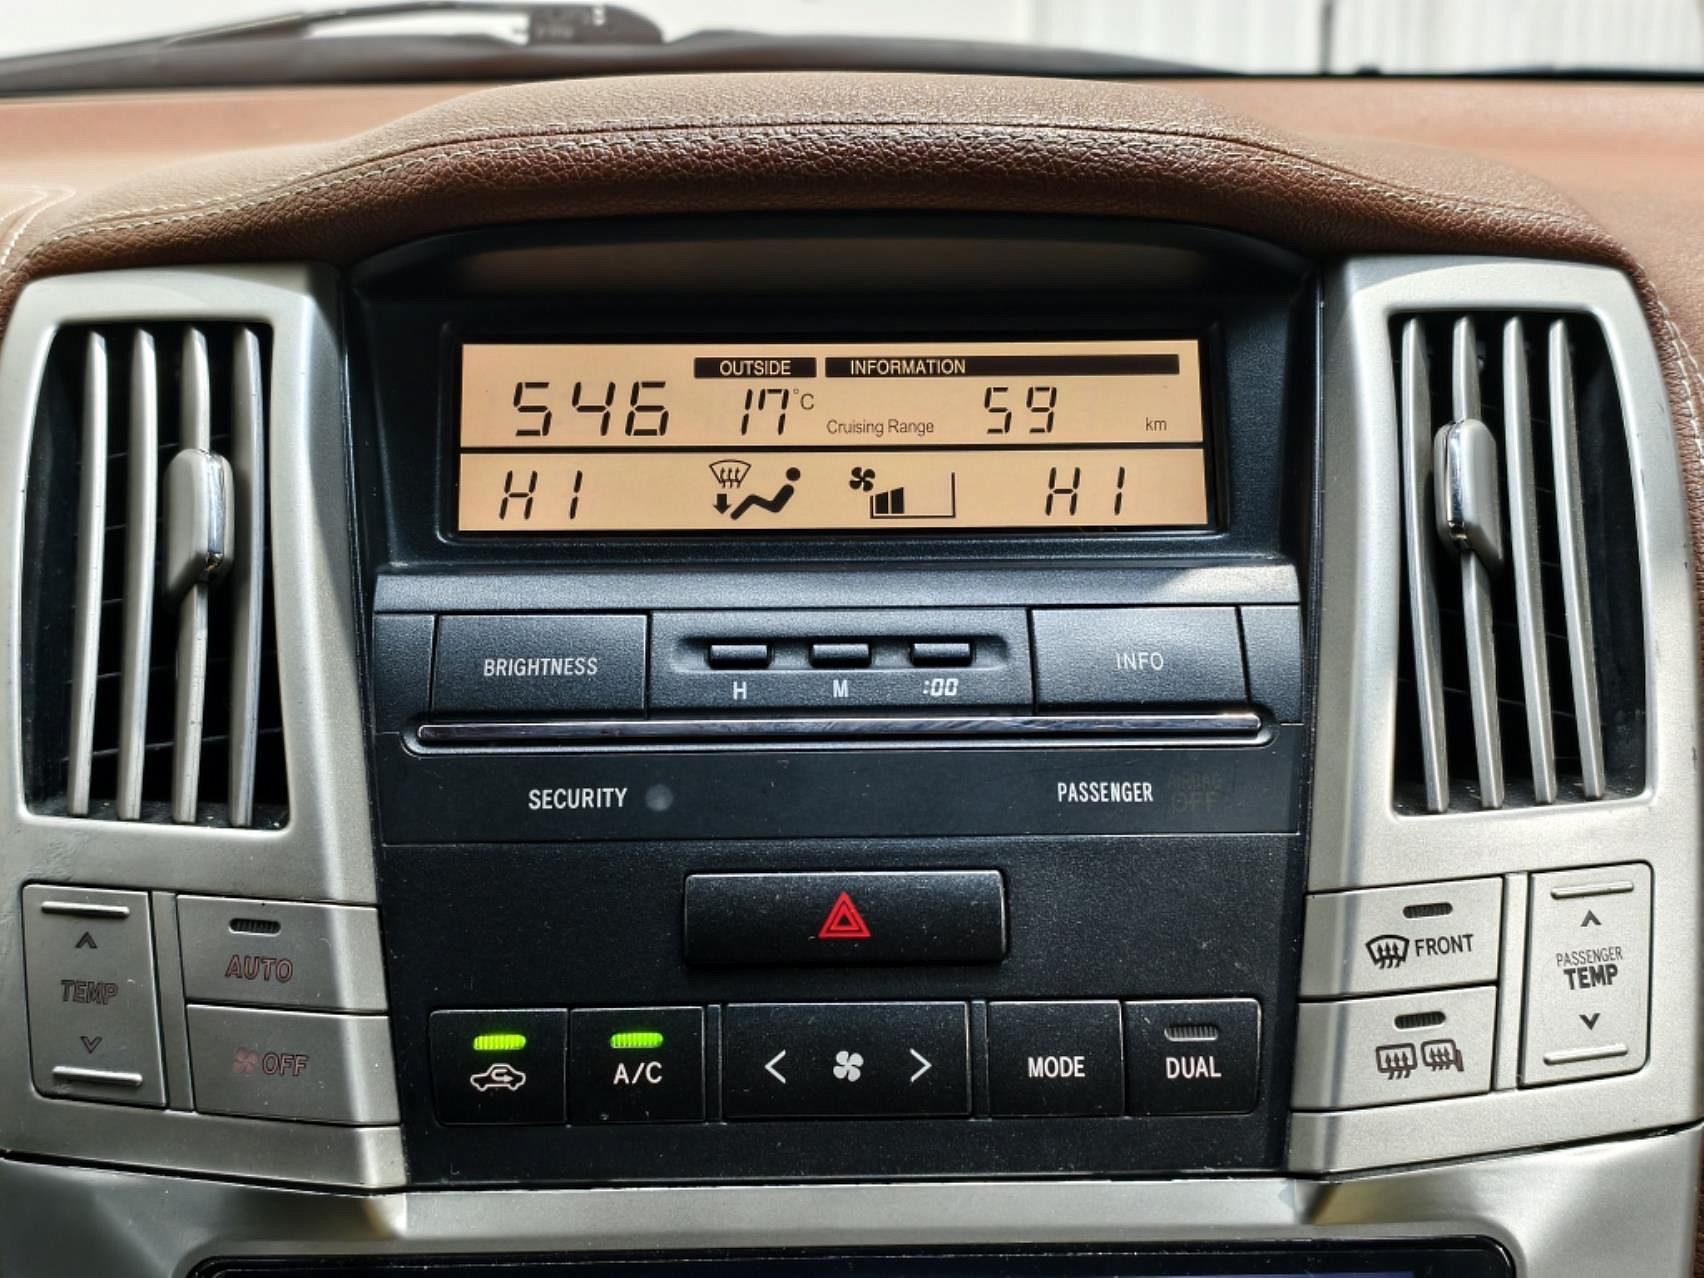 OUTSIDE INFORMATION
546 17°C Cruising Range 59 km
HI HI
BRIGHTNESS
H M :00
INFO
SECURITY
PASSENGER
OFF
TEMP
AUTO
OFF
A/C
< >
MODE
DUAL
FRONT
PASSENGER
TEMP